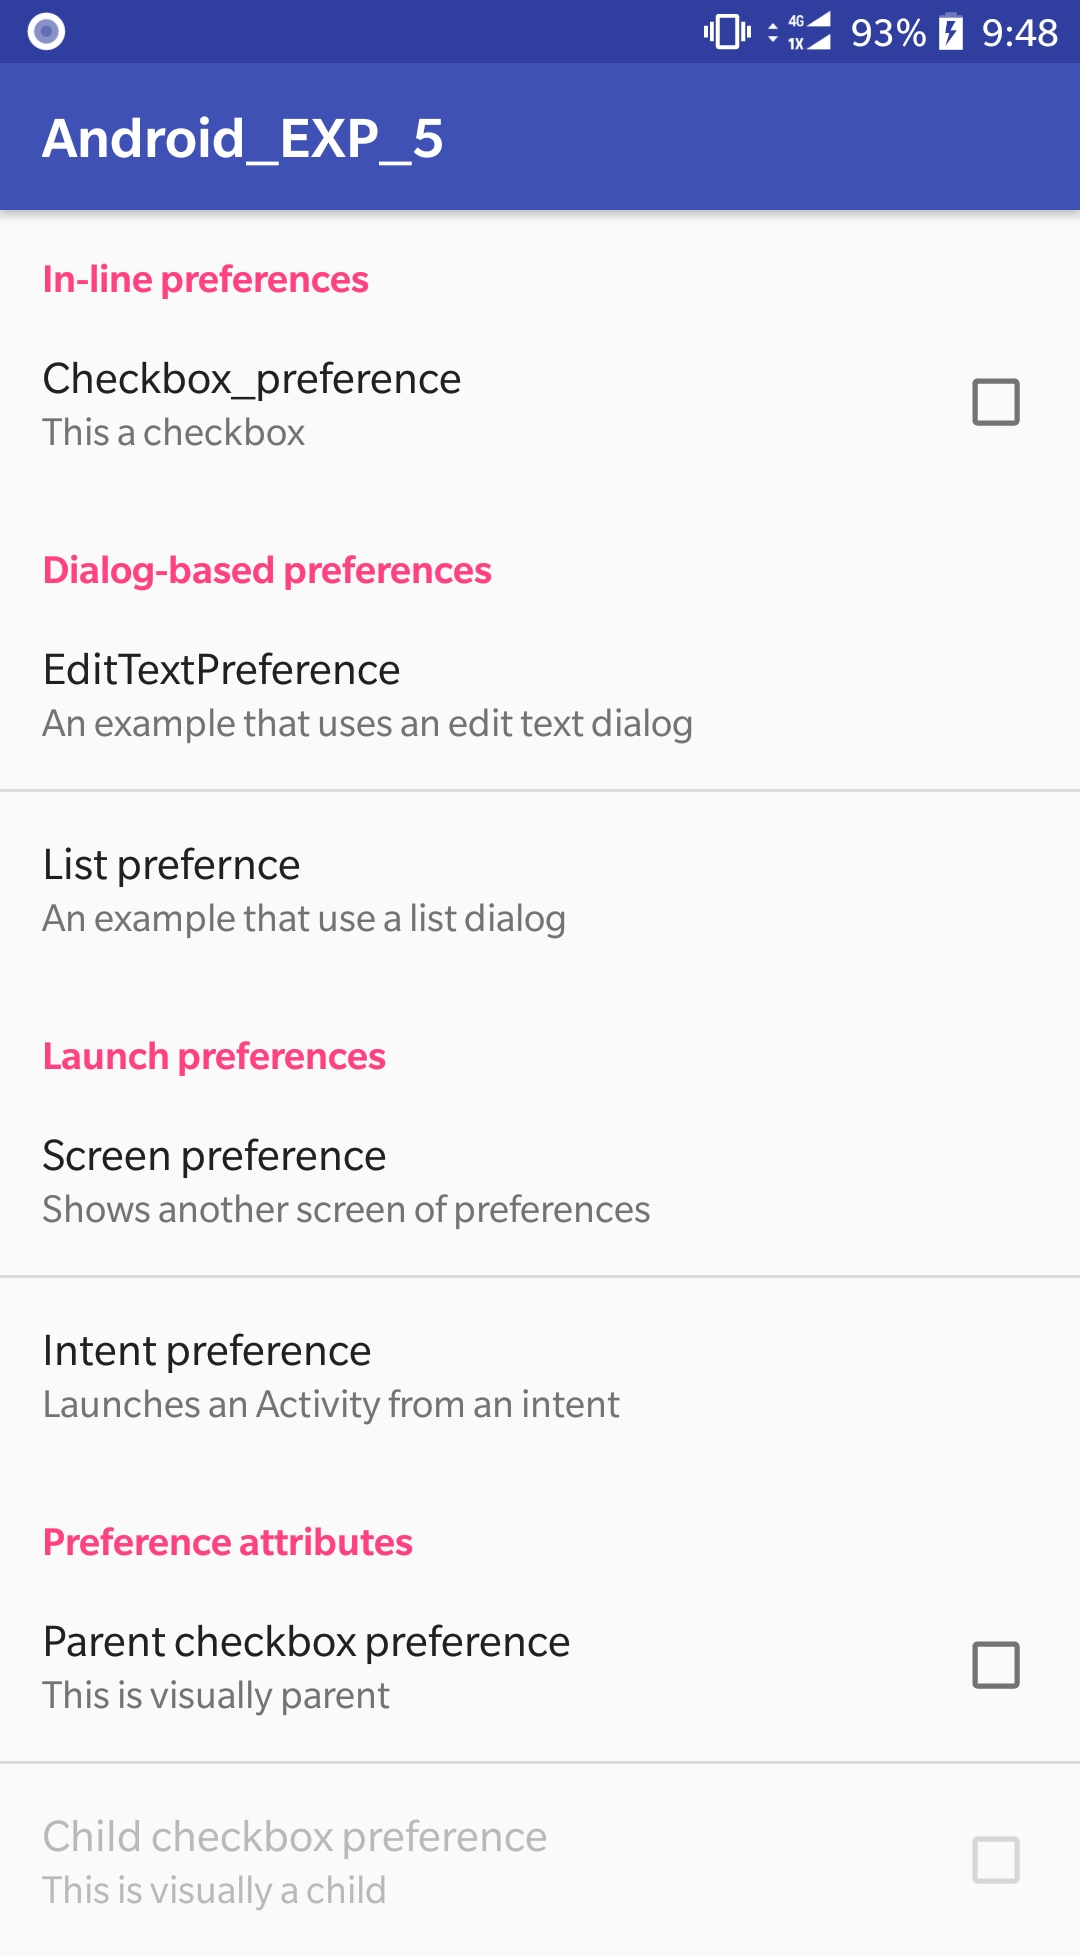 4G
1X
93%
9:48
Android_EXP_5
In-line preferences
Checkbox_preference
This a checkbox
Dialog-based preferences
EditTextPreference
An example that uses an edit text dialog
List prefernce
An example that use a list dialog
Launch preferences
Screen preference
Shows another screen of preferences
Intent preference
Launches an Activity from an intent
Preference attributes
Parent checkbox preference
This is visually parent
Child checkbox preference
This is visually a child